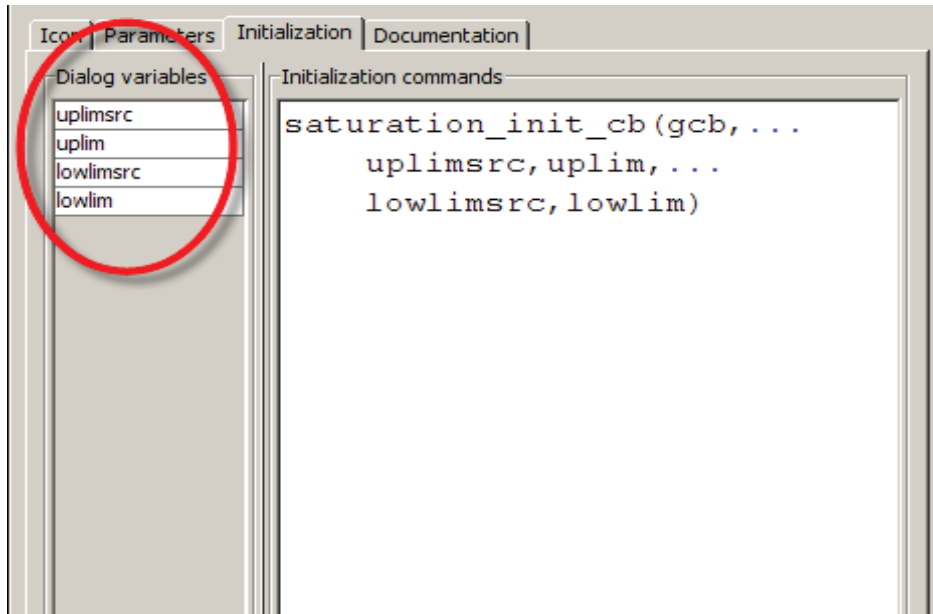 Icon Parameters Initialization Documentation
Dialog variables
uplimsrc
uplim
lowlimsrc
lowlim
Initialization commands
saturation_init_cb(gcb,...
uplimsrc,uplim,...
lowlimsrc,lowlim)